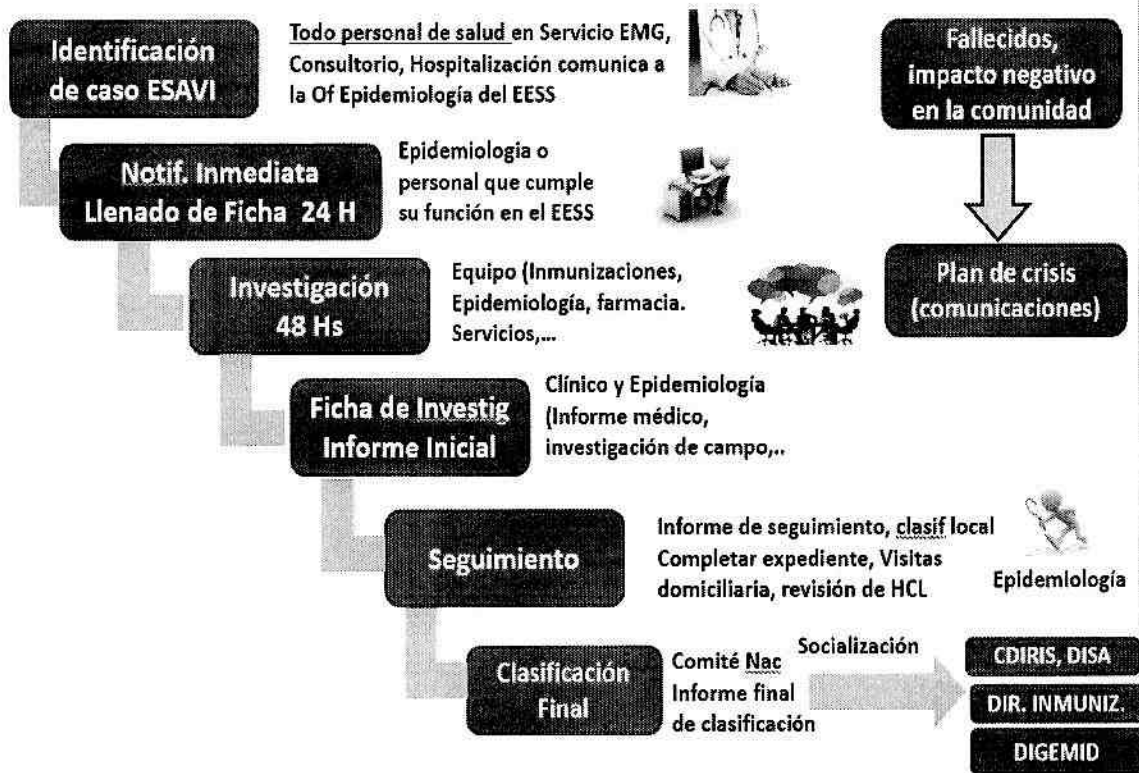 Identificación
de caso ESAVI
Todo personal de salud en Servicio EMG,
Consultorio, Hospitalización comunica a
la Of Epidemiología del EESS
Fallecidos,
impacto negativo
en la comunidad
Notif. Inmediata
Llenado de Ficha 24 H
Epidemiologia o
personal que cumple
su función en el EESS
Plan de crisis
(comunicaciones)
Investigación
48 Hs
Equipo (Inmunizaciones,
Epidemiología, farmacia.
Servicios,...
Ficha de Investig
Informe Inicial
Clínico y Epidemiología
(Informe médico,
investigación de campo,..
Seguimiento
Informe de seguimiento, clasif local
Completar expediente, Visitas
domiciliaria, revisión de HCL
Epidemiología
Clasificación
Final
Comité Nac
Informe final
de clasificación
Socialización
CDIRIS, DISA
DIR. INMUNIZ.
DIGEMID